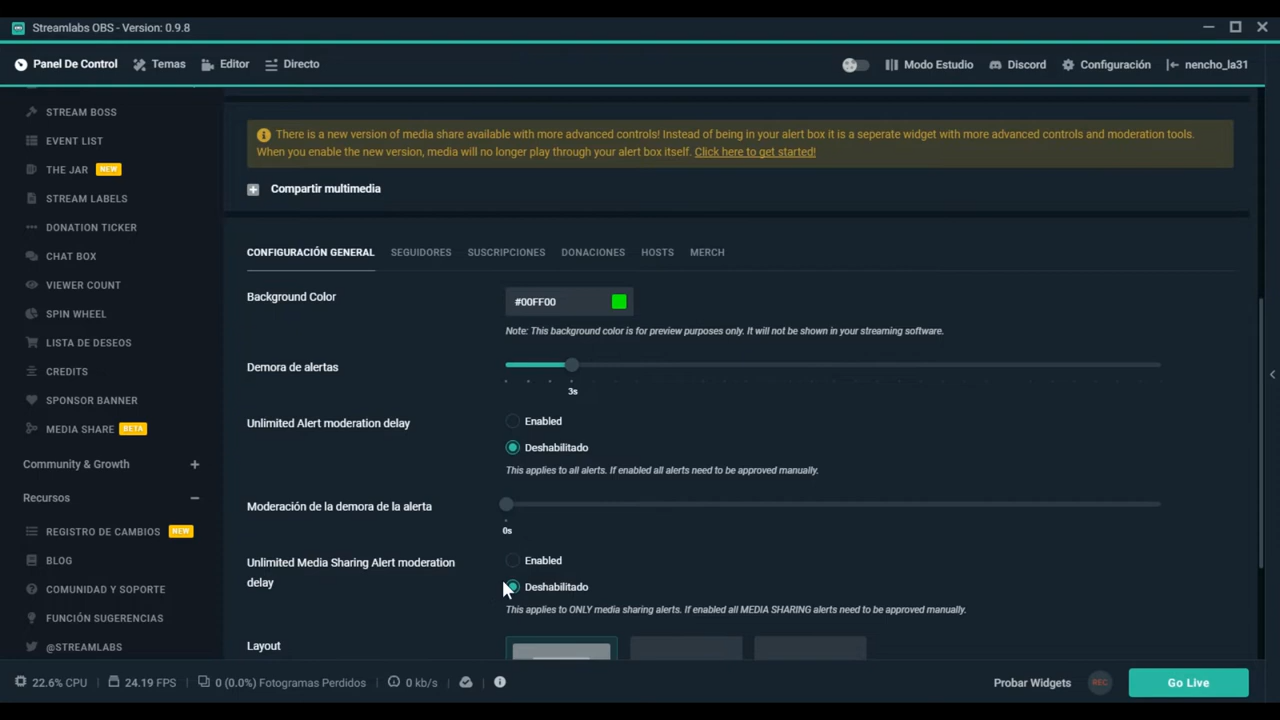 Streamlabs OBS - Version: 0.9.8
Panel De Control
Temas
Editor
Directo
Modo Estudio
Discord
Configuración
nencho_la31
STREAM BOSS
EVENT LIST
THE JAR NEW
STREAM LABELS
DONATION TICKER
CHAT BOX
VIEWER COUNT
SPIN WHEEL
LISTA DE DESEOS
CREDITS
SPONSOR BANNER
MEDIA SHARE BETA
Community & Growth
Recursos
REGISTRO DE CAMBIOS NEW
BLOG
COMUNIDAD Y SOPORTE
FUNCIÓN SUGERENCIAS
@STREAMLABS
There is a new version of media share available with more advanced controls! Instead of being in your alert box it is a seperate widget with more advanced controls and moderation tools.
When you enable the new version, media will no longer play through your alert box itself. Click here to get started!
Compartir multimedia
CONFIGURACIÓN GENERAL
SEGUIDORES
SUSCRIPCIONES
DONACIONES
HOSTS
MERCH
Background Color
#00FF00
Note: This background color is for preview purposes only. It will not be shown in your streaming software.
Demora de alertas
3s
Unlimited Alert moderation delay
Enabled
Deshabilitado
This applies to all alerts. If enabled all alerts need to be approved manually.
Moderación de la demora de la alerta
0s
Unlimited Media Sharing Alert moderation
delay
Enabled
Deshabilitado
This applies to ONLY media sharing alerts. If enabled all MEDIA SHARING alerts need to be approved manually.
Layout
22.6% CPU
24.19 FPS
0 (0.0%) Fotogramas Perdidos
0 kb/s
Probar Widgets
REC
Go Live